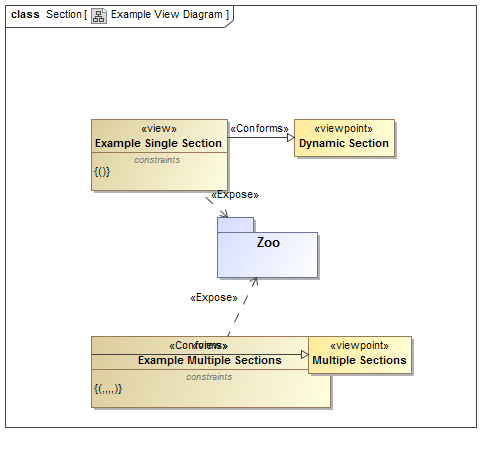 class Section [ Example View Diagram ]
«view»
Example Single Section
constraints
{()}
«Conforms»
«viewpoint»
Dynamic Section
«Expose»
Zoo
«Expose»
«Conforms»
«view»
Example Multiple Sections
constraints
{(,,,,)}
«viewpoint»
Multiple Sections